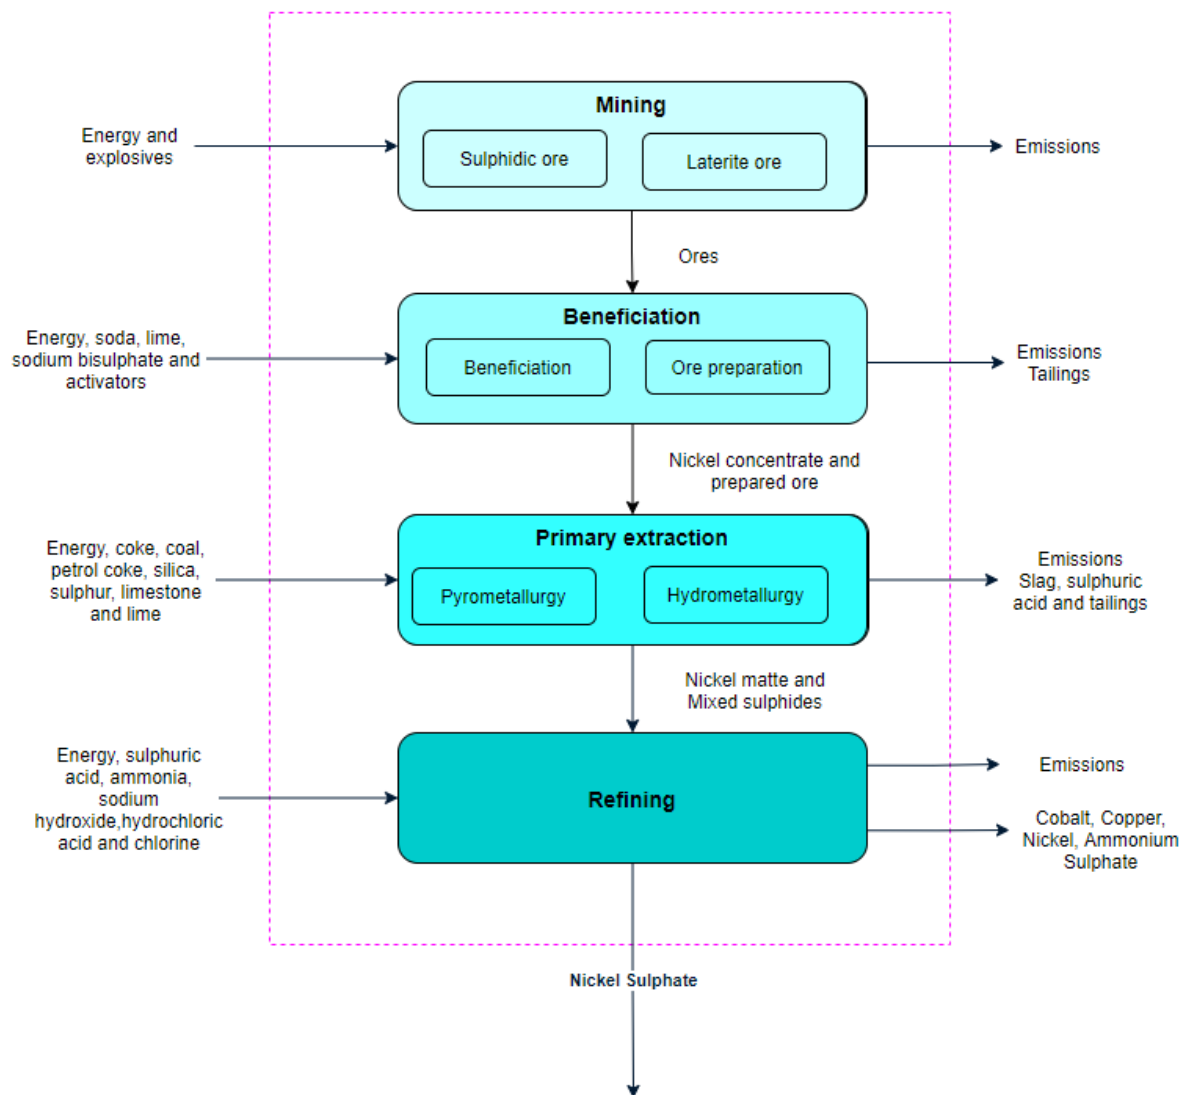 Mining
Energy and
explosives
Sulphidic ore
Laterite ore
Emissions
Ores
Beneficiation
Energy, soda, lime,
sodium bisulphate and
activators
Beneficiation
Ore preparation
Emissions
Tailings
Nickel concentrate and
prepared ore
Primary extraction
Energy, coke, coal,
petrol coke, silica,
sulphur, limestone
and lime
Pyrometallurgy
Hydrometallurgy
Emissions
Slag, sulphuric
acid and tailings
Nickel matte and
Mixed sulphides
Energy, sulphuric
acid, ammonia,
sodium
hydroxide,hydrochloric
acid and chlorine
Refining
Emissions
Cobalt, Copper,
Nickel, Ammonium
Sulphate
Nickel Sulphate